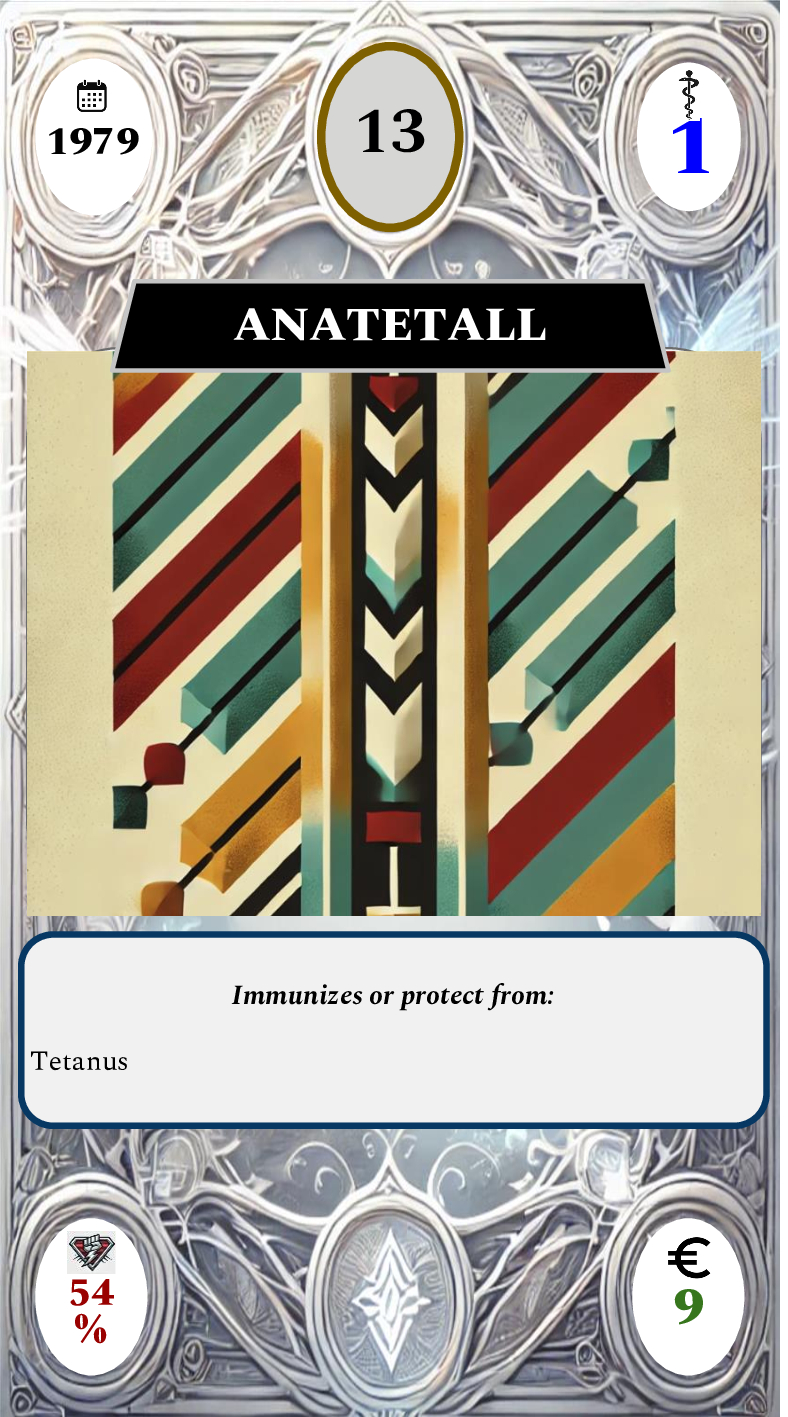 1979
13
1
ANATETALL
Immunizes or protect from:
Tetanus
54
%
€
9